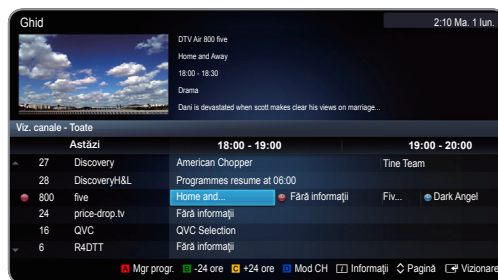 Ghid
2:10 Ma. 1 Iun.
DTV Air 800 five
Home and Away
18:00 - 18:30
Drama
Dani is devastated when scott makes clear his views on marriage...
Viz. canale - Toate
Astăzi 18:00 - 19:00 19:00 - 20:00
27 Discovery American Chopper Tine Team
28 DiscoveryH&L Programmes resume at 06:00
800 five Home and... Fără informaţii Fiv... Dark Angel
24 price-drop.tv Fără informaţii
16 QVC QVC Selection
6 R4DTT Fără informaţii
A Mgr progr. B -24 ore C +24 ore D Mod CH i Informaţii Pagină Vizionare